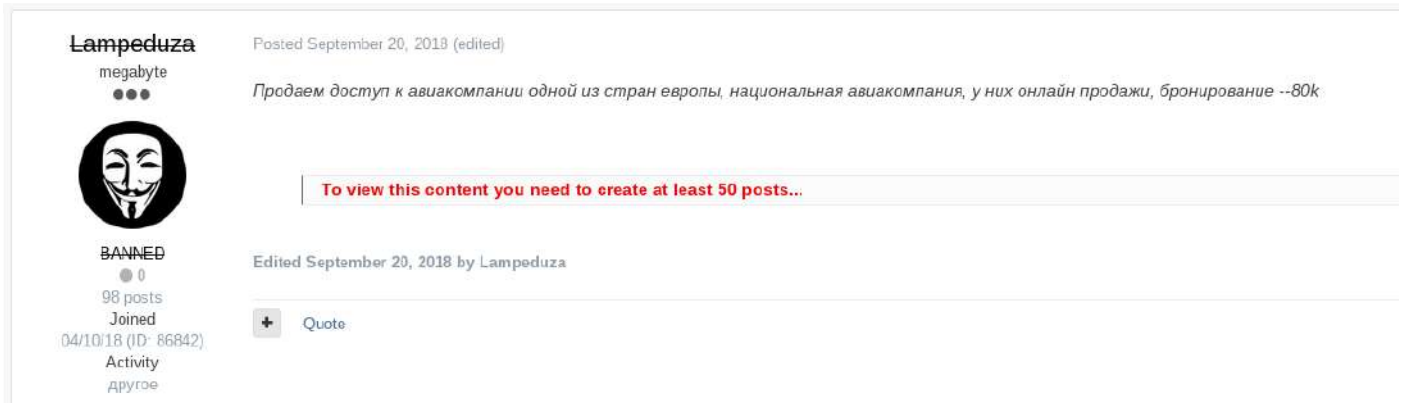 Lampeduza
megabyte
BANNED
0
98 posts
Joined
04/10/18 (ID: 86842)
Activity
другое
Posted September 20, 2018 (edited)
Продаем доступ к авиакомпании одной из стран европы, национальная авиакомпания, у них онлайн продажи, бронирование --80k
To view this content you need to create at least 50 posts...
Edited September 20, 2018 by Lampeduza
+ Quote